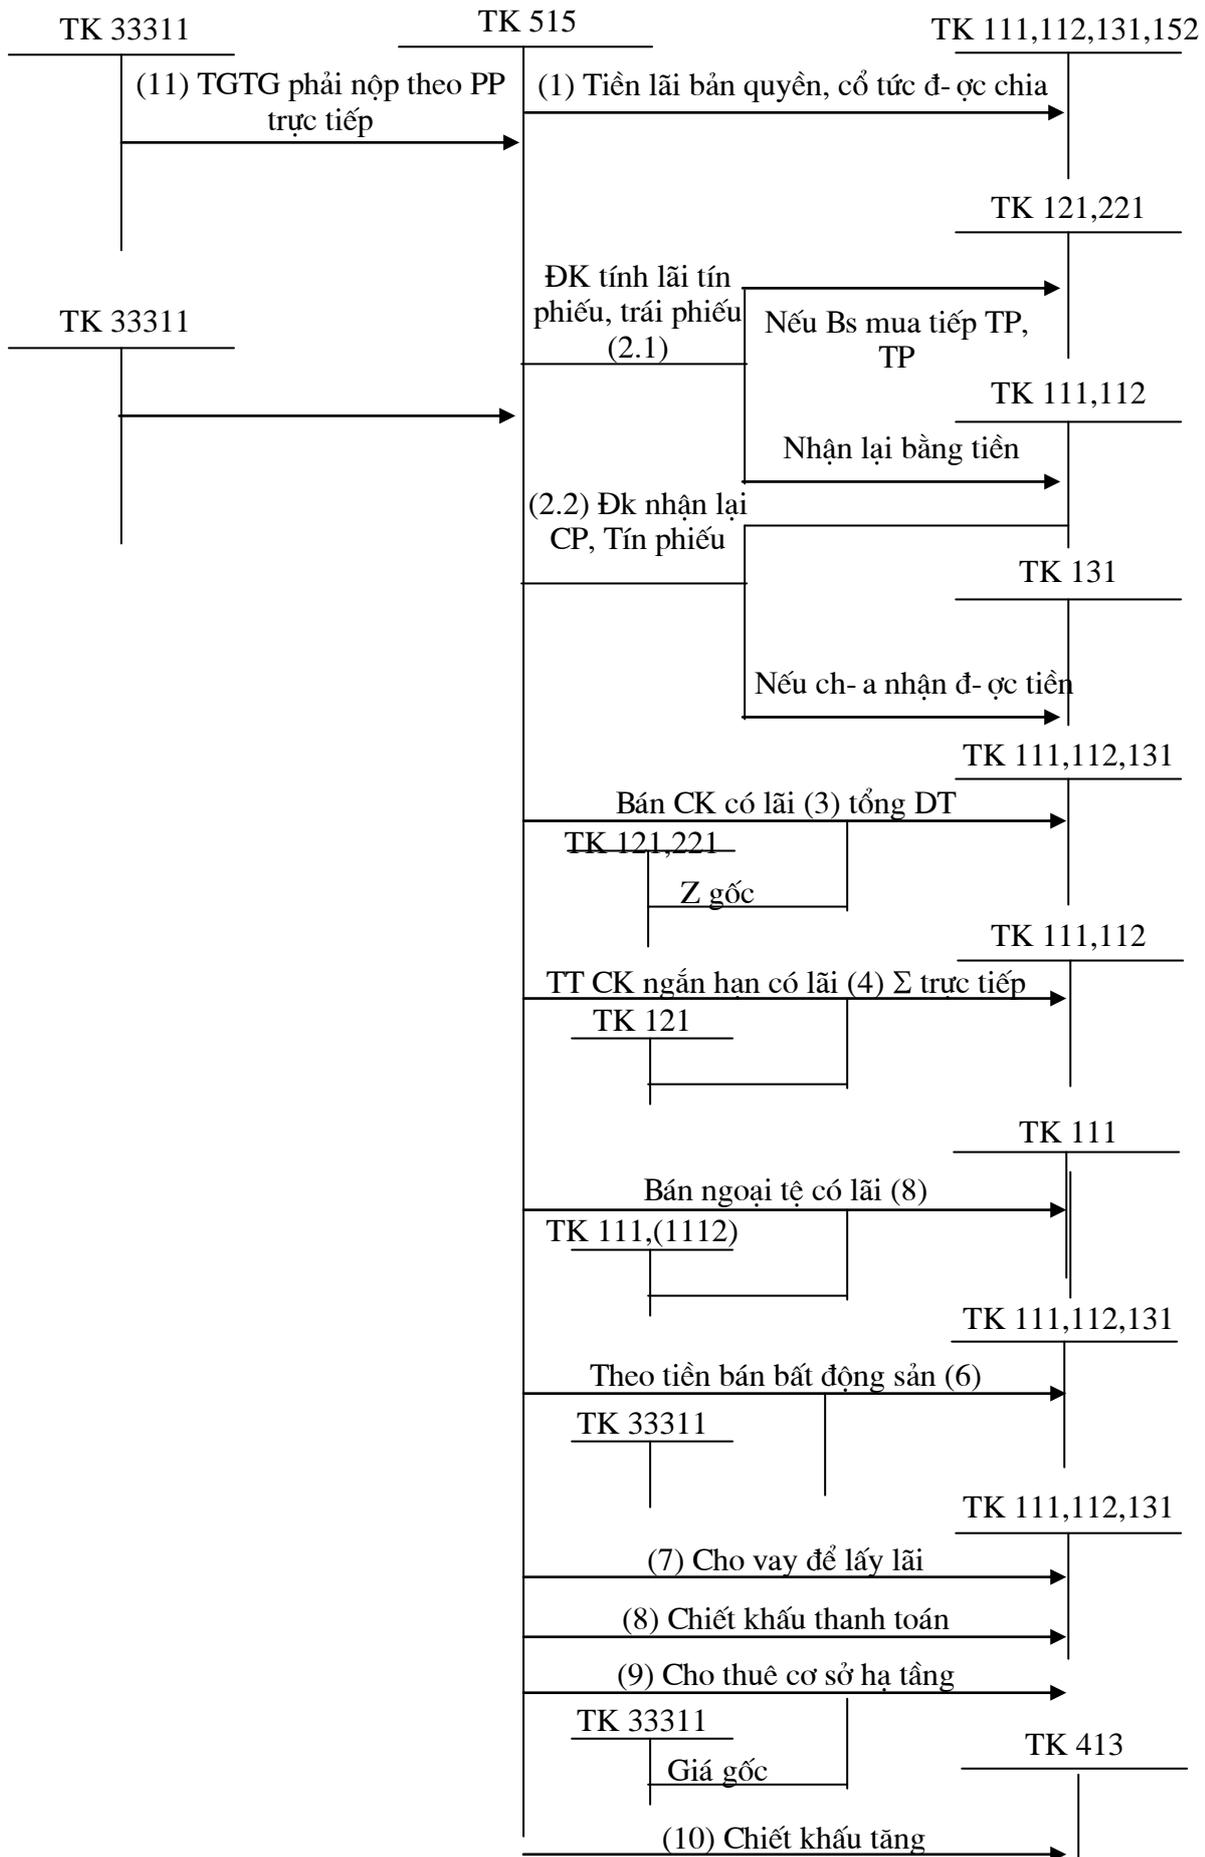 TK 33311
TK 515
TK 111,112,131,152
(11) TGTG phải nộp theo PP
trực tiếp
(1) Tiền lãi bản quyền, cổ tức đ- ợc chia
TK 121,221
ĐK tính lãi tín
phiếu, trái phiếu
(2.1)
Nếu Bs mua tiếp TP,
TP
TK 33311
TK 111,112
Nhận lại bằng tiền
(2.2) Đk nhận lại
CP, Tín phiếu
TK 131
Nếu ch- a nhận đ- ợc tiền
TK 111,112,131
Bán CK có lãi (3) tổng DT
TK 121,221
Z gốc
TK 111,112
TT CK ngắn hạn có lãi (4) Σ trực tiếp
TK 121
TK 111
Bán ngoại tệ có lãi (8)
TK 111,(1112)
TK 111,112,131
Theo tiền bán bất động sản (6)
TK 33311
TK 111,112,131
(7) Cho vay để lấy lãi
(8) Chiết khấu thanh toán
(9) Cho thuê cơ sở hạ tầng
TK 33311
Giá gốc
TK 413
(10) Chiết khấu tăng